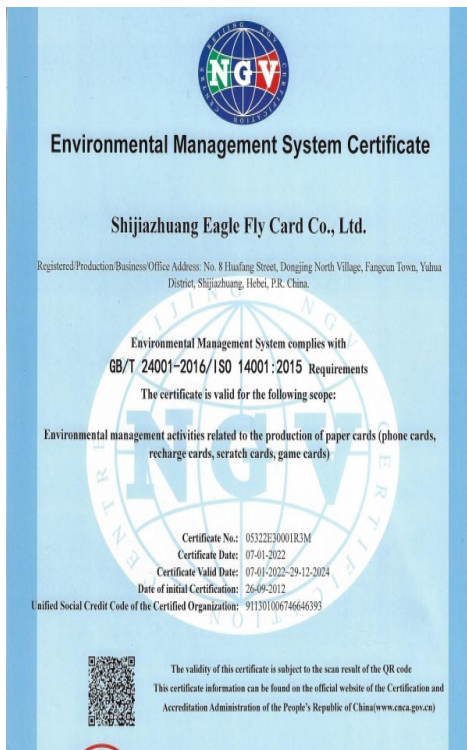 BEIJING NGV CERTIFICATION CENTRE
NGV
Environmental Management System Certificate
Shijiazhuang Eagle Fly Card Co., Ltd.
Registered/Production/Business/Office Address: No. 8 Huafang Street, Dongjing North Village, Fangcun Town, Yuhua
District, Shijiazhuang, Hebei, P.R. China.
Environmental Management System complies with
GB/T 24001-2016/ISO 14001:2015 Requirements
The certificate is valid for the following scope:
Environmental management activities related to the production of paper cards (phone cards,
recharge cards, scratch cards, game cards)
Certificate No.: 05322E30001R3M
Certificate Date: 07-01-2022
Certificate Valid Date: 07-01-2022~29-12-2024
Date of initial Certification: 26-09-2012
Unified Social Credit Code of the Certified Organization: 911301006746646393
The validity of this certificate is subject to the scan result of the QR code
This certificate information can be found on the official website of the Certification and
Accreditation Administration of the People's Republic of China(www.cnca.gov.cn)